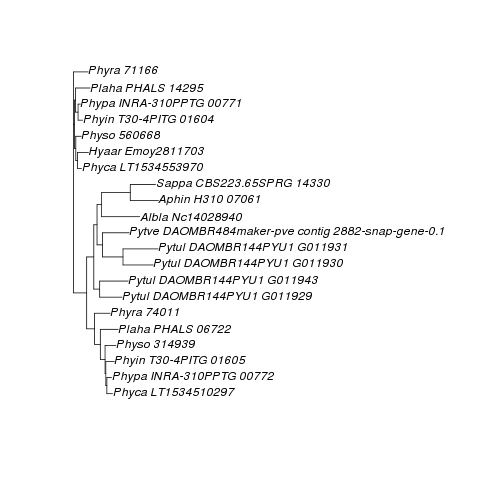 Phyra 71166
Plaha PHALS 14295
Phypa INRA-310PPTG 00771
Phyin T30-4PITG 01604
Physo 560668
Hyaar Emoy2811703
Phyca LT1534553970
Sappa CBS223.65SPRG 14330
Aphin H310 07061
Albla Nc14028940
Pytve DAOMBR484maker-pve contig 2882-snap-gene-0.1
Pytul DAOMBR144PYU1 G011931
Pytul DAOMBR144PYU1 G011930
Pytul DAOMBR144PYU1 G011943
Pytul DAOMBR144PYU1 G011929
Phyra 74011
Plaha PHALS 06722
Physo 314939
Phyin T30-4PITG 01605
Phypa INRA-310PPTG 00772
Phyca LT1534510297